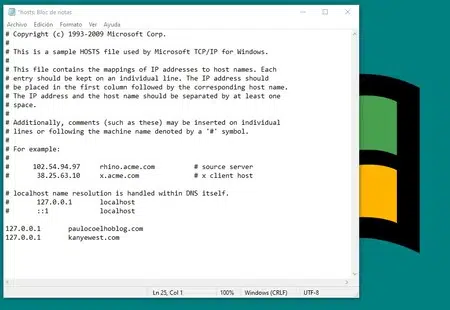 *hosts: Bloc de notas
Archivo Edición Formato Ver Ayuda
# Copyright (c) 1993-2009 Microsoft Corp.
#
# This is a sample HOSTS file used by Microsoft TCP/IP for Windows.
#
# This file contains the mappings of IP addresses to host names. Each
# entry should be kept on an individual line. The IP address should
# be placed in the first column followed by the corresponding host name.
# The IP address and the host name should be separated by at least one
# space.
#
# Additionally, comments (such as these) may be inserted on individual
# lines or following the machine name denoted by a '#' symbol.
#
# For example:
#
# 102.54.94.97 rhino.acme.com # source server
# 38.25.63.10 x.acme.com # x client host

# localhost name resolution is handled within DNS itself.
# 127.0.0.1 localhost
# ::1 localhost

127.0.0.1 paulocoelhoblog.com
127.0.0.1 kanyewest.com
Ln 25, Col 1 100% Windows (CRLF) UTF-8